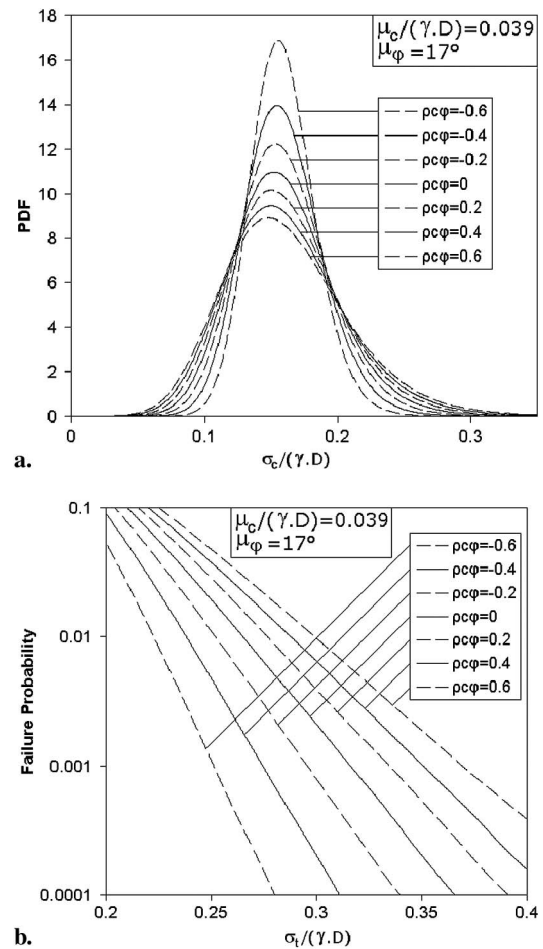 μc/(γ.D)=0.039
μφ=17°
18
16
14
12
10
8
6
4
2
0
PDF
ρcφ=-0.6
ρcφ=-0.4
ρcφ=-0.2
ρcφ=0
ρcφ=0.2
ρcφ=0.4
ρcφ=0.6
0 0.1 0.2 0.3
σc/(γ.D)
a.
μc/(γ.D)=0.039
μφ=17°
0.1
0.01
0.001
0.0001
Failure Probability
ρcφ=-0.6
ρcφ=-0.4
ρcφ=-0.2
ρcφ=0
ρcφ=0.2
ρcφ=0.4
ρcφ=0.6
0.2 0.25 0.3 0.35 0.4
σt/(γ.D)
b.